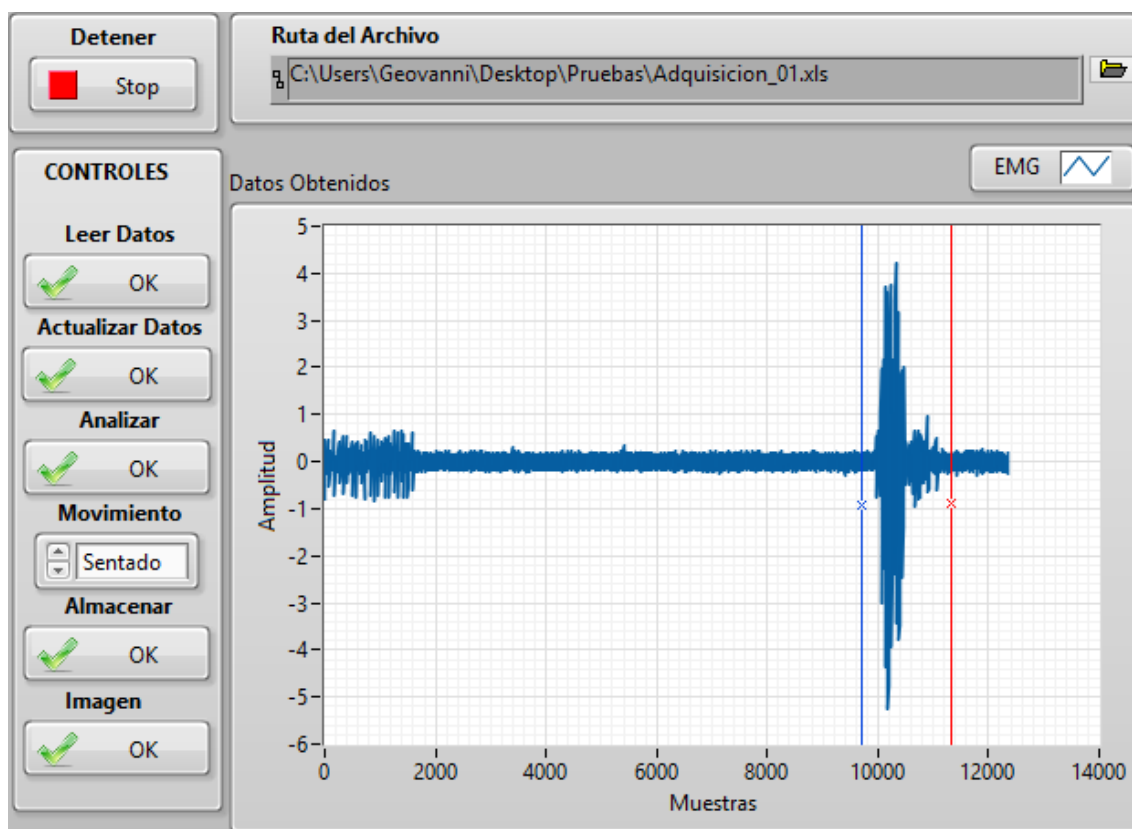 Detener
Stop
Ruta del Archivo
C:\Users\Geovanni\Desktop\Pruebas\Adquisicion_01.xls
CONTROLES
Leer Datos
OK
Actualizar Datos
OK
Analizar
OK
Movimiento
Sentado
Almacenar
OK
Imagen
OK
Datos Obtenidos
EMG
Amplitud
5
4
3
2
1
0
-1
-2
-3
-4
-5
-6
0 2000 4000 6000 8000 10000 12000 14000
Muestras